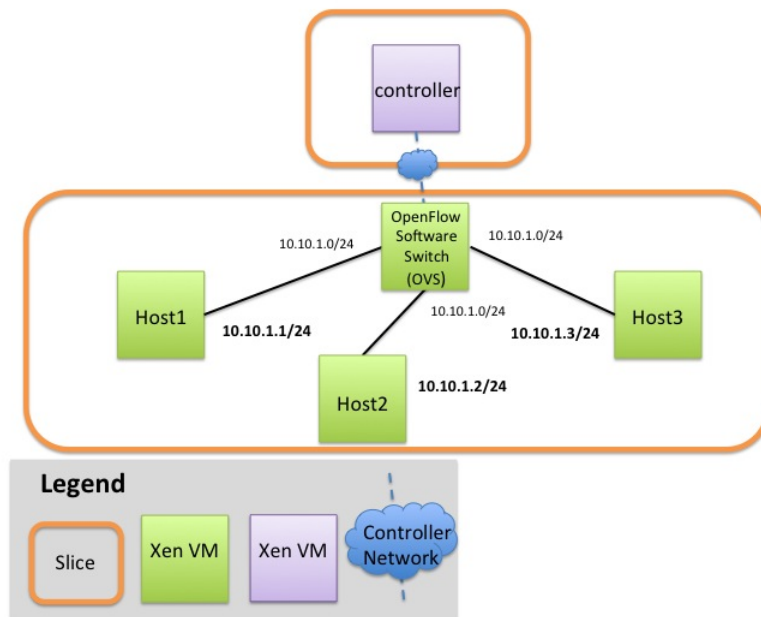 controller
OpenFlow
Software
Switch
(OVS)
10.10.1.0/24
10.10.1.0/24
10.10.1.0/24
Host1
10.10.1.1/24
Host2
10.10.1.2/24
Host3
10.10.1.3/24
Legend
Slice
Xen VM
Xen VM
Controller
Network